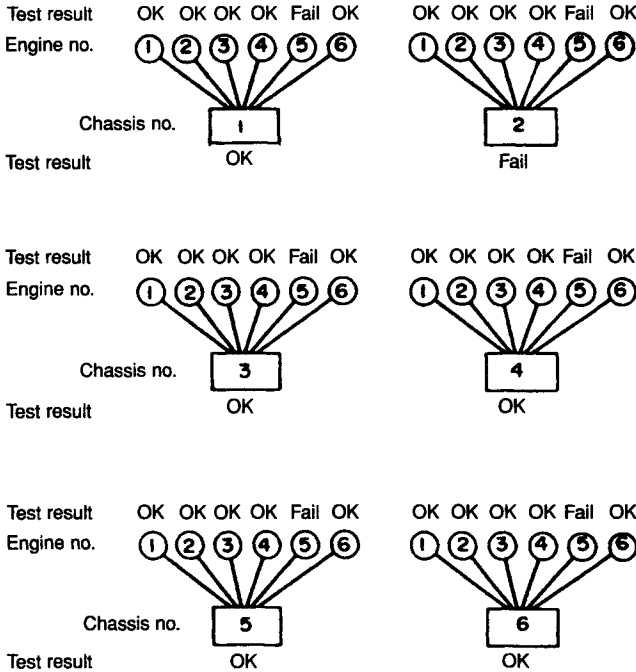 Test result OK OK OK OK Fail OK OK OK OK OK Fail OK
Engine no. 1 2 3 4 5 6 1 2 3 4 5 6
Chassis no. 1 2
Test result OK Fail
Test result OK OK OK OK Fail OK OK OK OK OK Fail OK
Engine no. 1 2 3 4 5 6 1 2 3 4 5 6
Chassis no. 3 4
Test result OK OK
Test result OK OK OK OK Fail OK OK OK OK OK Fail OK
Engine no. 1 2 3 4 5 6 1 2 3 4 5 6
Chassis no. 5 6
Test result OK OK